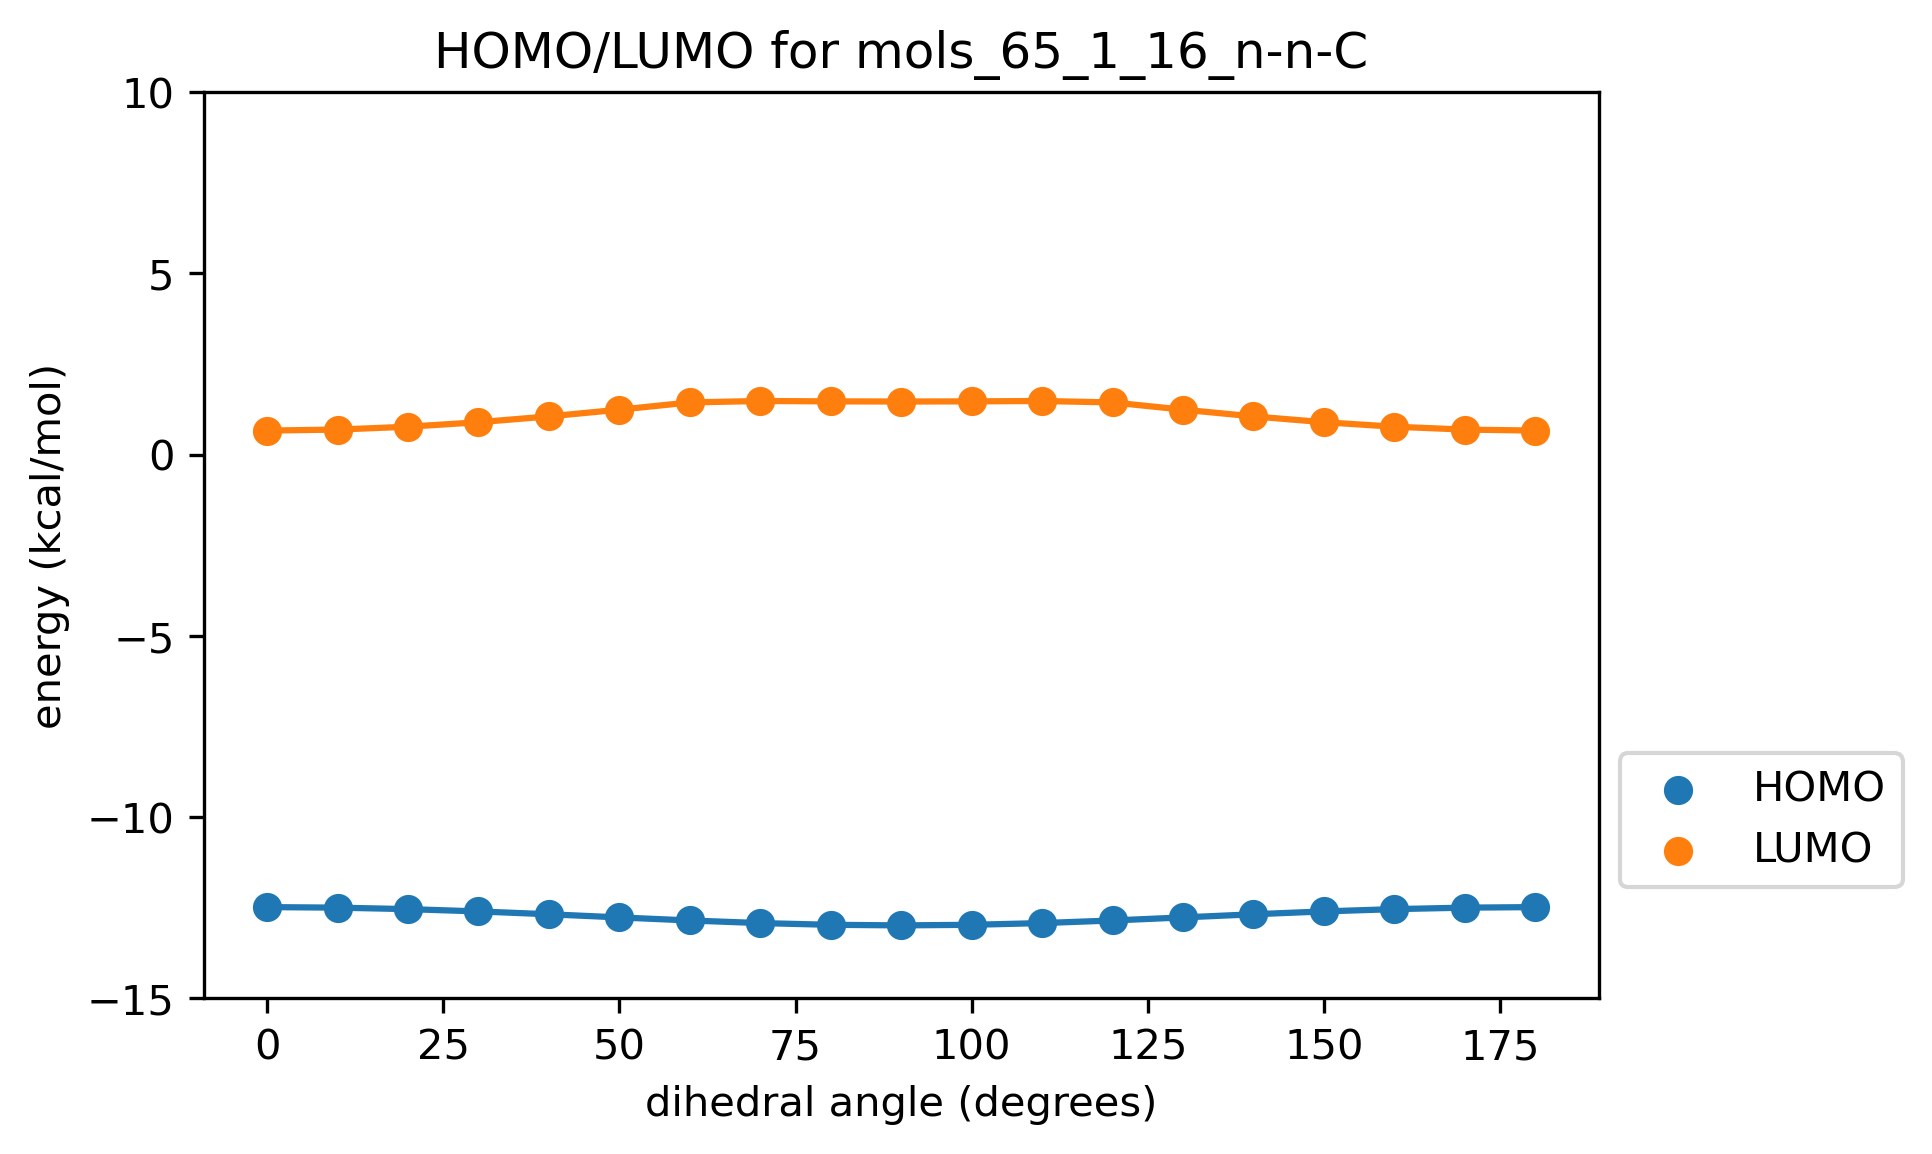 HOMO/LUMO for mols_65_1_16_n-n-C
10
5
0
−5
−10
−15
energy (kcal/mol)
0 25 50 75 100 125 150 175
dihedral angle (degrees)
HOMO
LUMO